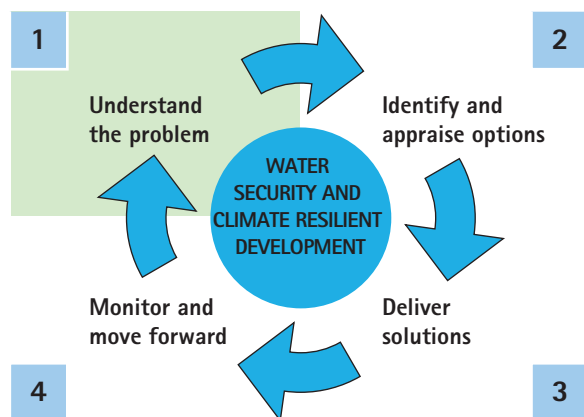 1
Understand
the problem
2
Identify and
appraise options
WATER
SECURITY AND
CLIMATE RESILIENT
DEVELOPMENT
3
Deliver
solutions
4
Monitor and
move forward